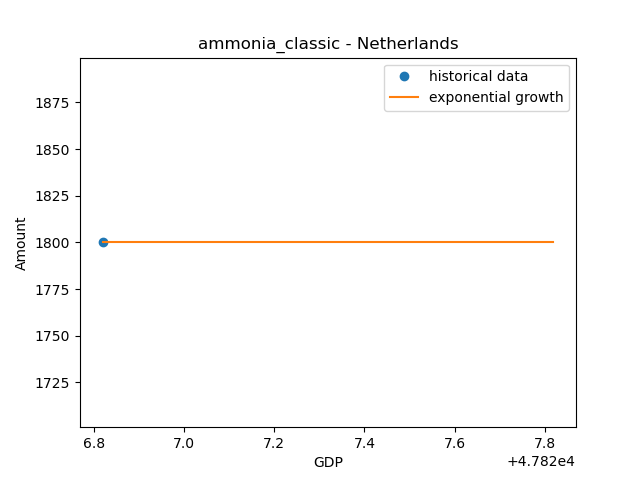 ammonia_classic - Netherlands
historical data
exponential growth
1875
1850
1825
1800
1775
1750
1725
Amount
6.8 7.0 7.2 7.4 7.6 7.8
GDP
+4.782e4